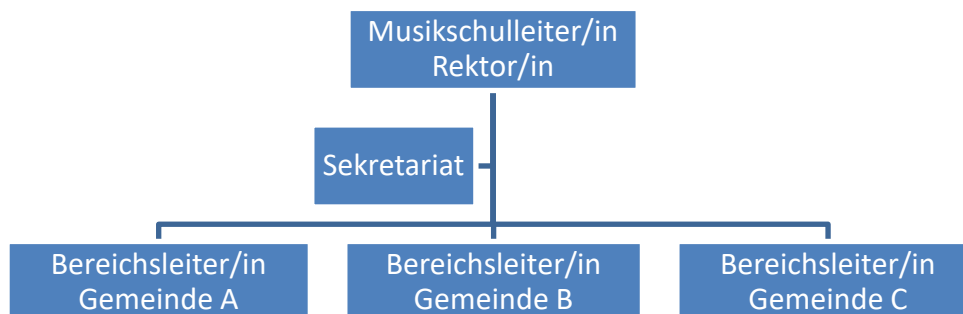 Musikschulleiter/in
Rektor/in
Sekretariat
Bereichsleiter/in
Gemeinde A
Bereichsleiter/in
Gemeinde B
Bereichsleiter/in
Gemeinde C